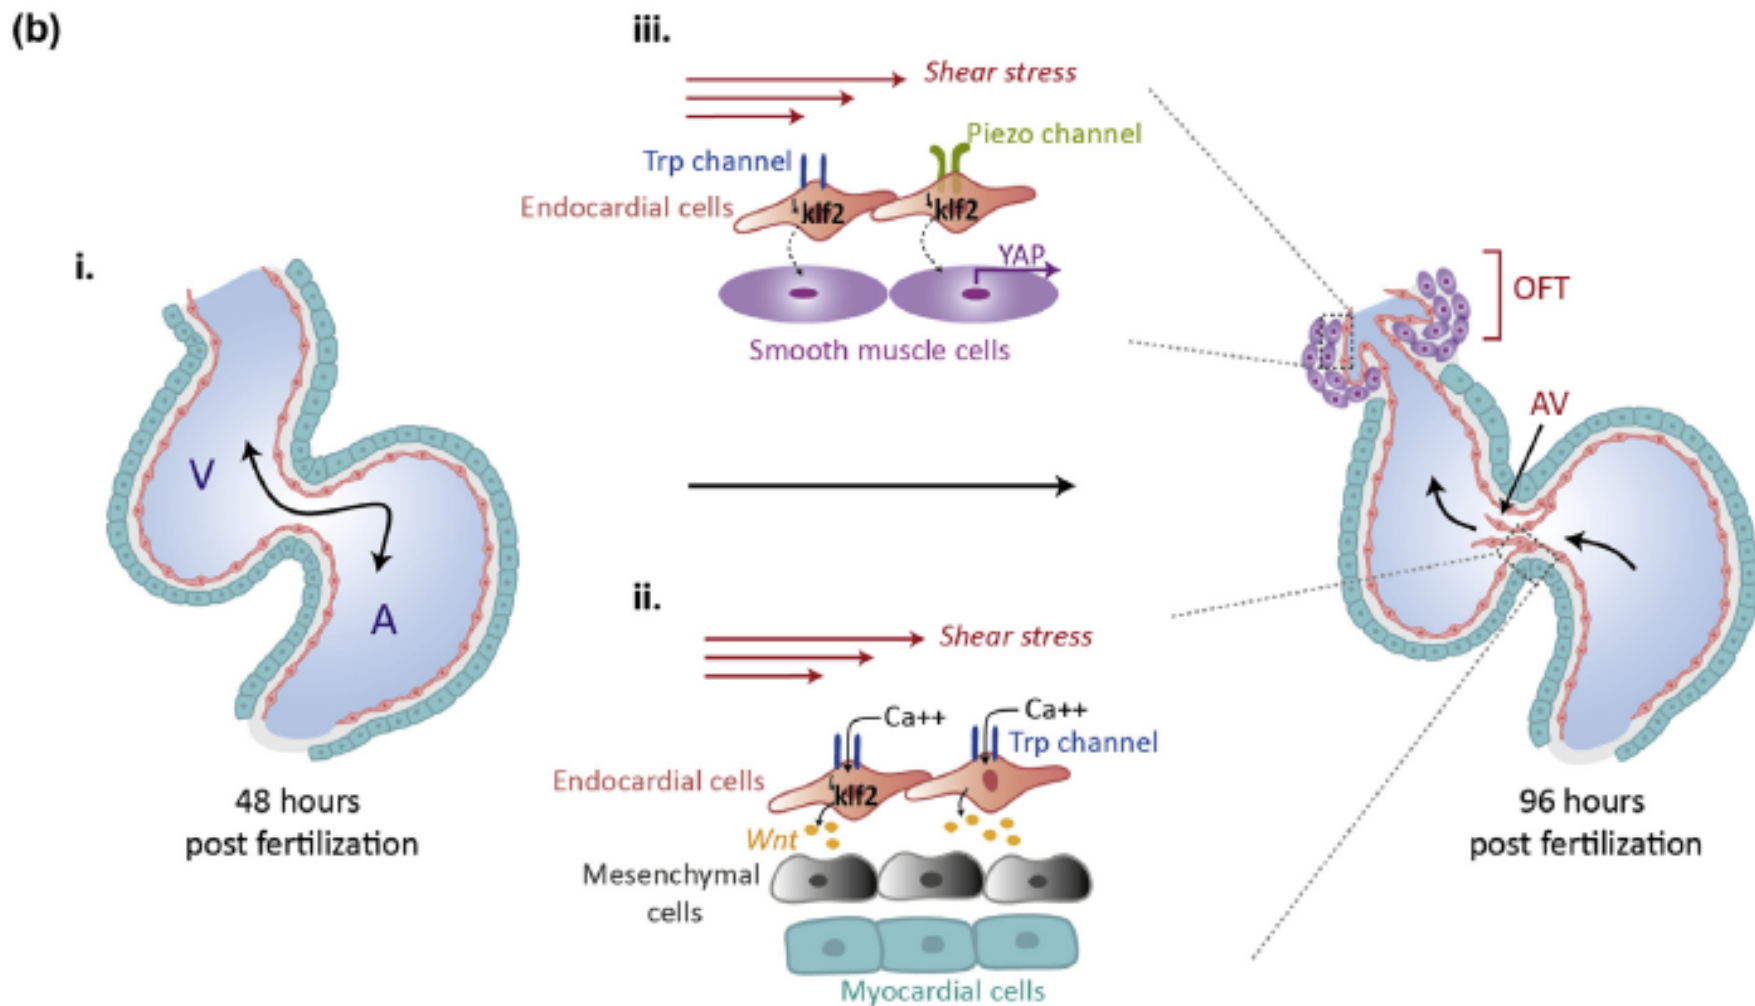 (b)
iii.
Shear stress
Piezo channel
Trp channel
Endocardial cells
klf2
klf2
YAP
Smooth muscle cells
i.
V
A
48 hours
post fertilization
ii.
Shear stress
Ca++
Ca++
Trp channel
Endocardial cells
klf2
Wnt
Mesenchymal
cells
Myocardial cells
OFT
AV
96 hours
post fertilization